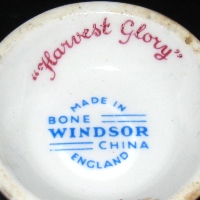 "Harvest Glory"
MADE IN
BONE
WINDSOR
CHINA
ENGLAND